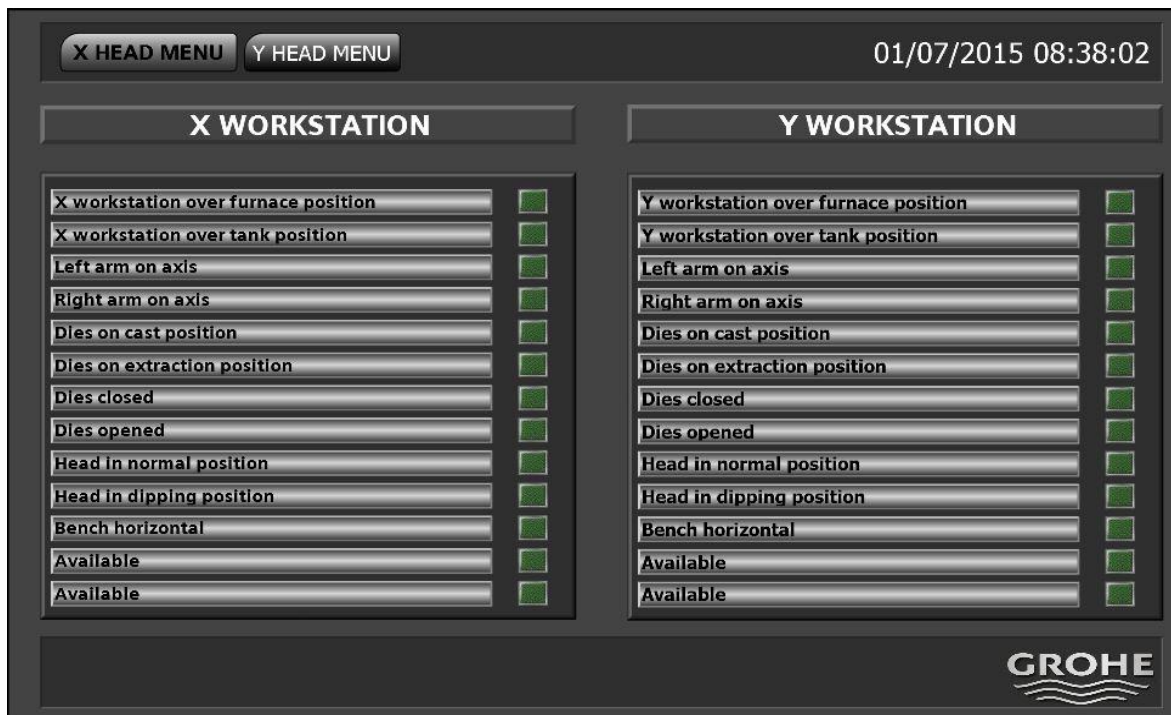 X HEAD MENU
Y HEAD MENU
01/07/2015 08:38:02
X WORKSTATION
X workstation over furnace position
X workstation over tank position
Left arm on axis
Right arm on axis
Dies on cast position
Dies on extraction position
Dies closed
Dies opened
Head in normal position
Head in dipping position
Bench horizontal
Available
Available
Y WORKSTATION
Y workstation over furnace position
Y workstation over tank position
Left arm on axis
Right arm on axis
Dies on cast position
Dies on extraction position
Dies closed
Dies opened
Head in normal position
Head in dipping position
Bench horizontal
Available
Available
GROHE